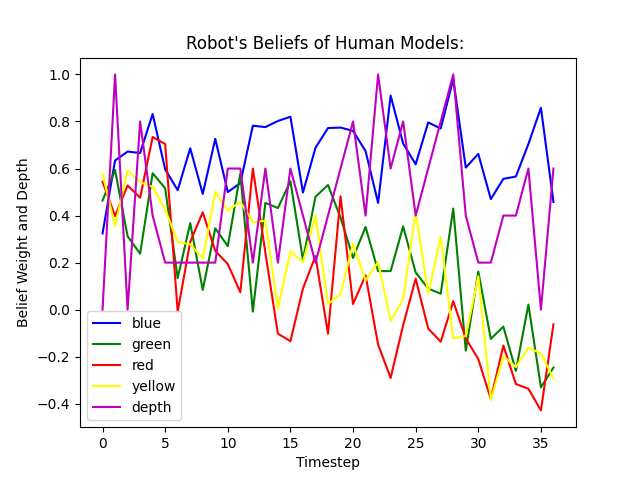 Robot's Beliefs of Human Models:
Belief Weight and Depth
1.0
0.8
0.6
0.4
0.2
0.0
−0.2
−0.4
blue
green
red
yellow
depth
0 5 10 15 20 25 30 35
Timestep